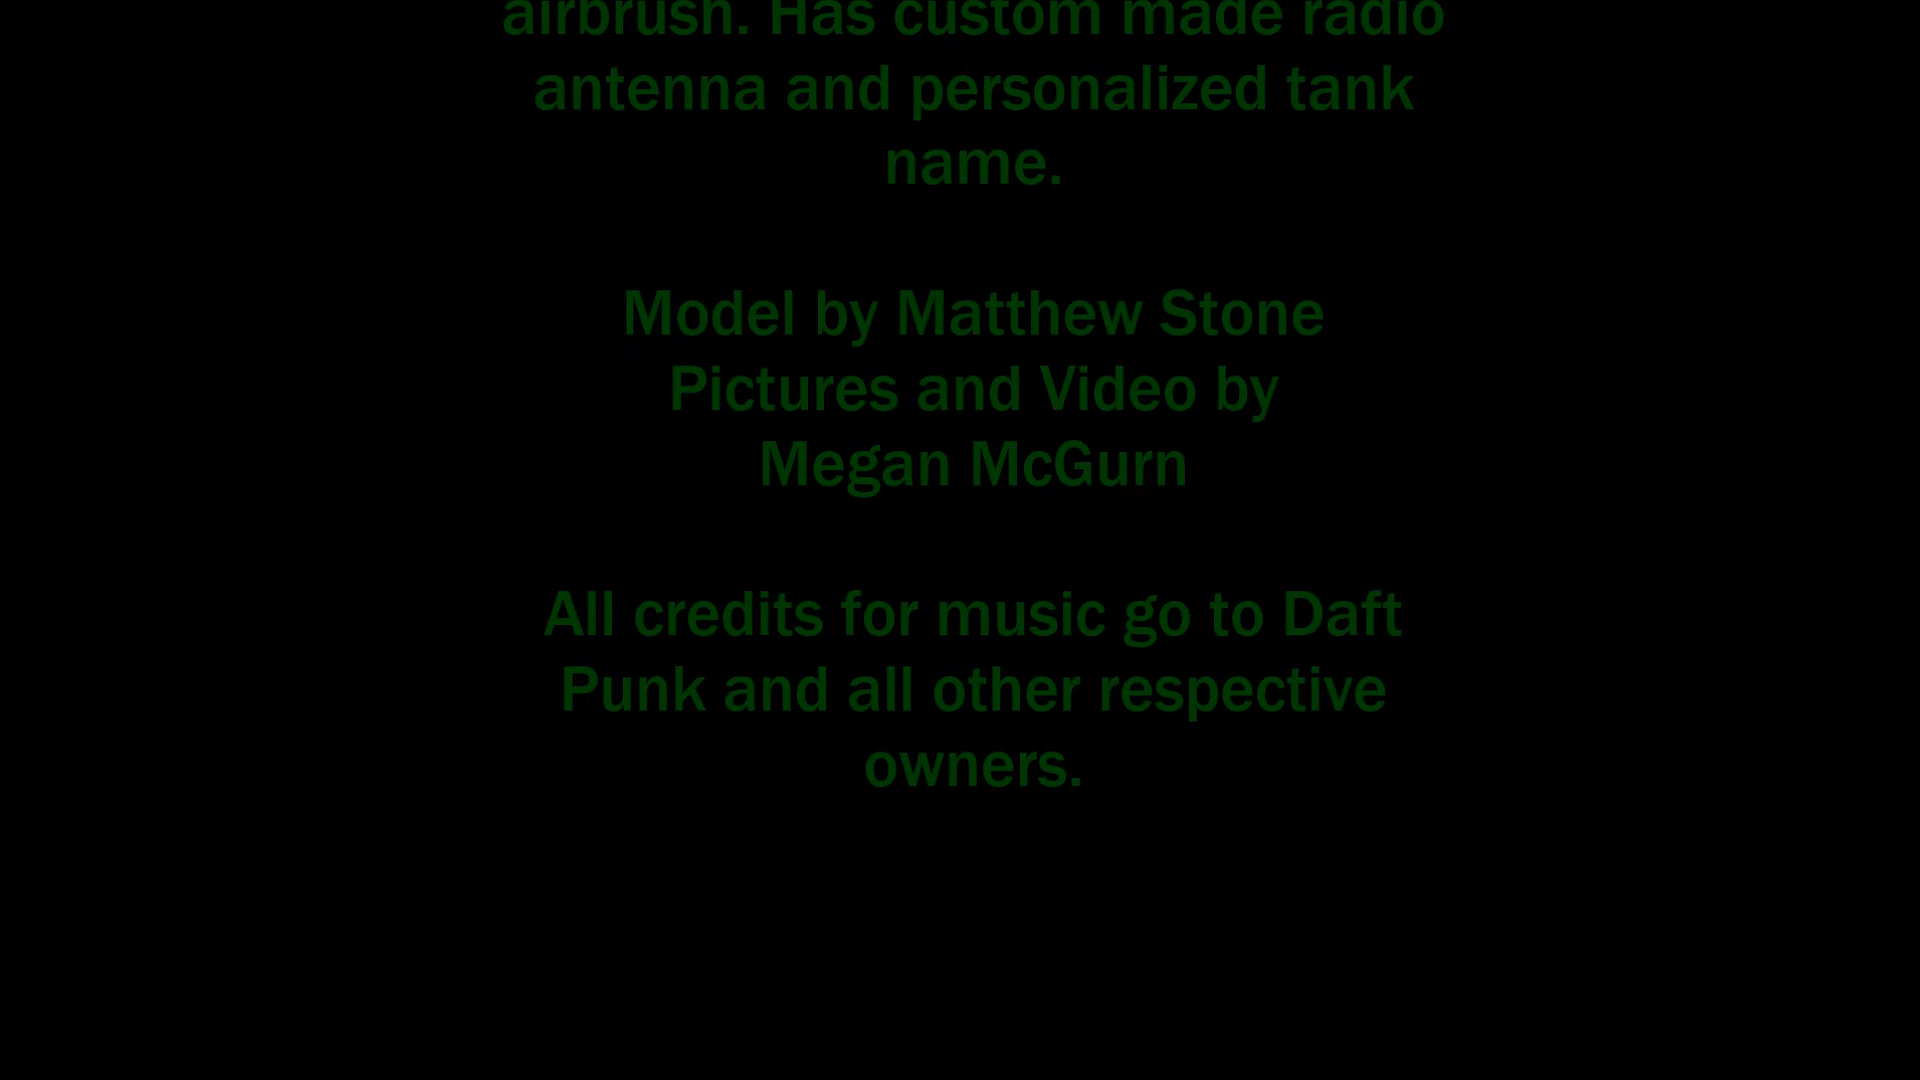 airbrush. Has custom made radio
antenna and personalized tank
name.
Model by Matthew Stone
Pictures and Video by
Megan McGurn
All credits for music go to Daft
Punk and all other respective
owners.